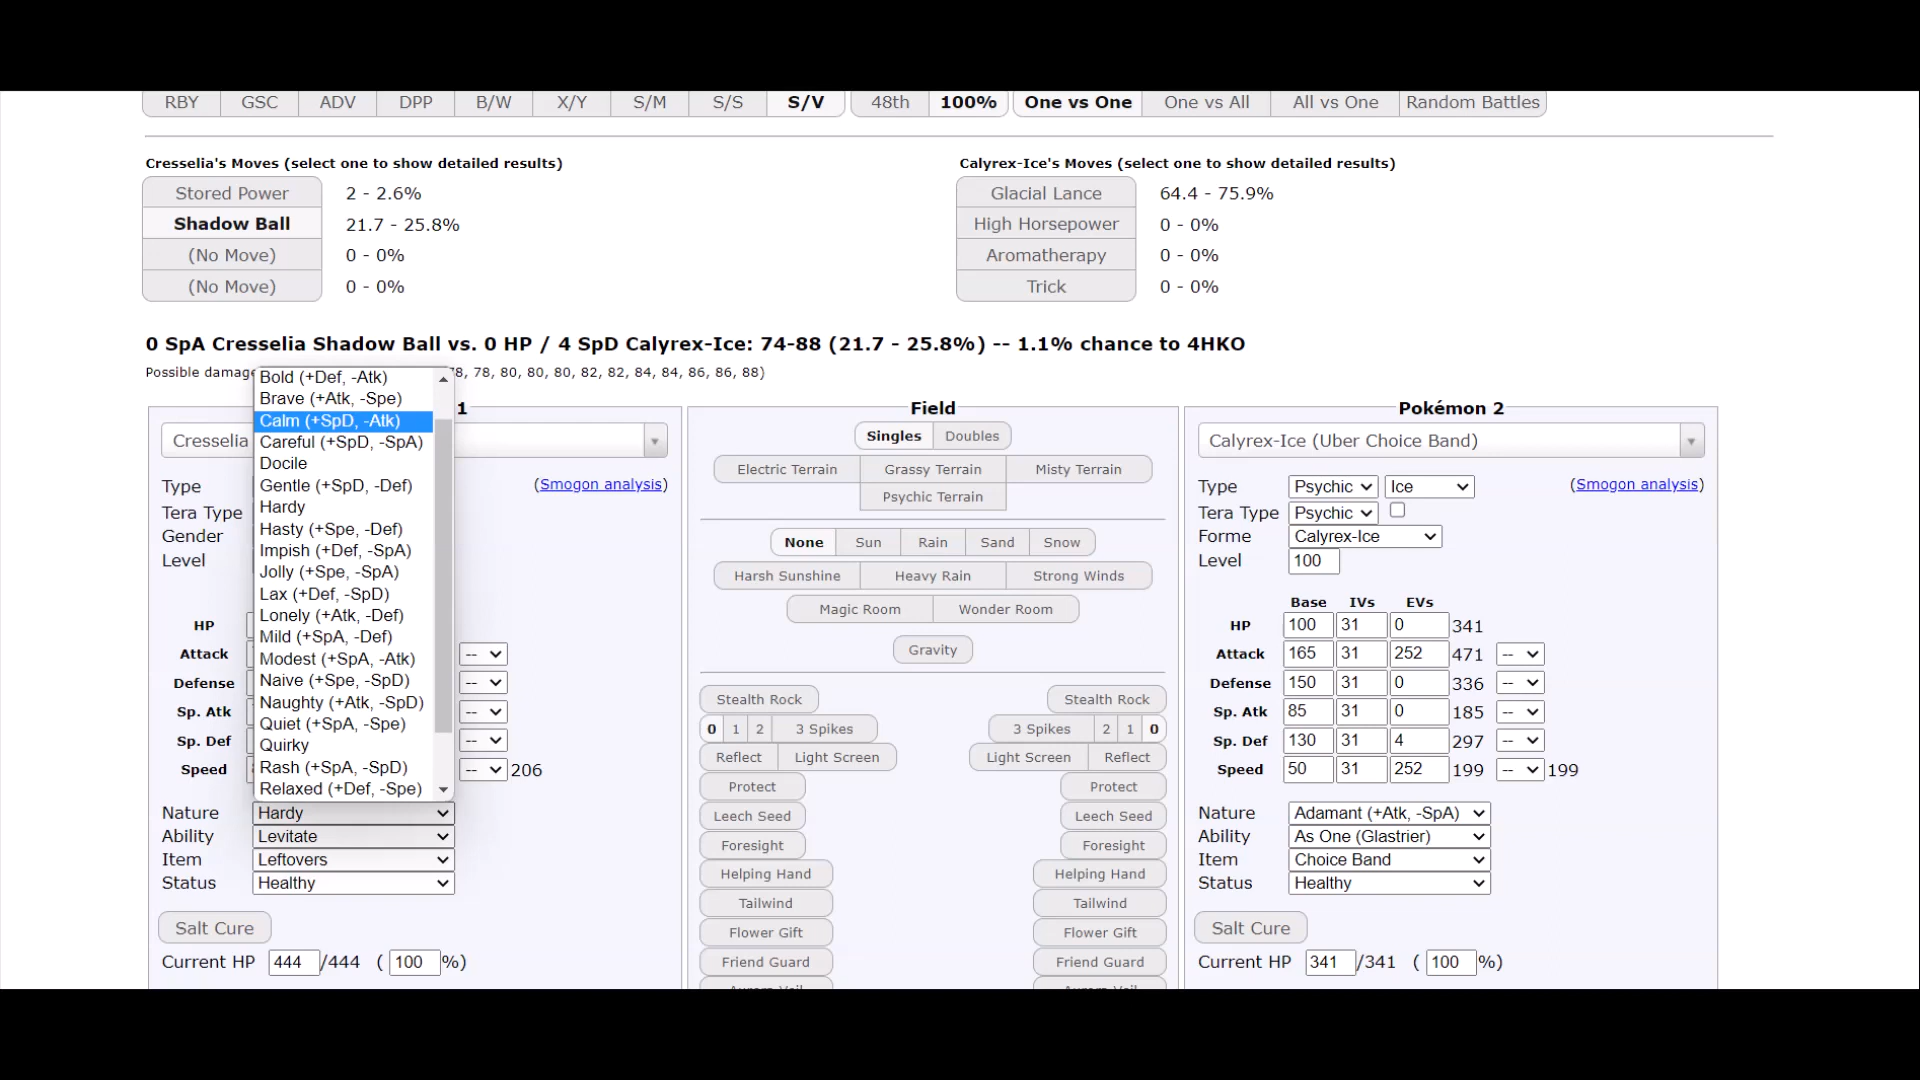 RBY GSC ADV DPP B/W X/Y S/M S/S S/V 48th 100% One vs One One vs All All vs One Random Battles
Cresselia's Moves (select one to show detailed results)
Stored Power 2 - 2.6%
Shadow Ball 21.7 - 25.8%
(No Move) 0 - 0%
(No Move) 0 - 0%
Calyrex-Ice's Moves (select one to show detailed results)
Glacial Lance 64.4 - 75.9%
High Horsepower 0 - 0%
Aromatherapy 0 - 0%
Trick 0 - 0%
0 SpA Cresselia Shadow Ball vs. 0 HP / 4 SpD Calyrex-Ice: 74-88 (21.7 - 25.8%) -- 1.1% chance to 4HKO
Possible damage 78, 78, 80, 80, 80, 82, 82, 84, 84, 86, 86, 88)
1
Cresselia
Type (Smogon analysis)
Tera Type
Gender
Level
HP
Attack --
Defense --
Sp. Atk --
Sp. Def --
Speed -- 206
Bold (+Def, -Atk)
Brave (+Atk, -Spe)
Calm (+SpD, -Atk)
Careful (+SpD, -SpA)
Docile
Gentle (+SpD, -Def)
Hardy
Hasty (+Spe, -Def)
Impish (+Def, -SpA)
Jolly (+Spe, -SpA)
Lax (+Def, -SpD)
Lonely (+Atk, -Def)
Mild (+SpA, -Def)
Modest (+SpA, -Atk)
Naive (+Spe, -SpD)
Naughty (+Atk, -SpD)
Quiet (+SpA, -Spe)
Quirky
Rash (+SpA, -SpD)
Relaxed (+Def, -Spe)
Nature Hardy
Ability Levitate
Item Leftovers
Status Healthy
Salt Cure
Current HP 444 /444 ( 100 %)
Field
Singles Doubles
Electric Terrain Grassy Terrain Misty Terrain
Psychic Terrain
None Sun Rain Sand Snow
Harsh Sunshine Heavy Rain Strong Winds
Magic Room Wonder Room
Gravity
Stealth Rock Stealth Rock
0 1 2 3 Spikes 3 Spikes 2 1 0
Reflect Light Screen Light Screen Reflect
Protect Protect
Leech Seed Leech Seed
Foresight Foresight
Helping Hand Helping Hand
Tailwind Tailwind
Flower Gift Flower Gift
Friend Guard Friend Guard
Aurora Veil Aurora Veil
Pokémon 2
Calyrex-Ice (Uber Choice Band)
Type Psychic Ice (Smogon analysis)
Tera Type Psychic
Forme Calyrex-Ice
Level 100
Base IVs EVs
HP 100 31 0 341
Attack 165 31 252 471 --
Defense 150 31 0 336 --
Sp. Atk 85 31 0 185 --
Sp. Def 130 31 4 297 --
Speed 50 31 252 199 -- 199
Nature Adamant (+Atk, -SpA)
Ability As One (Glastrier)
Item Choice Band
Status Healthy
Salt Cure
Current HP 341 /341 ( 100 %)